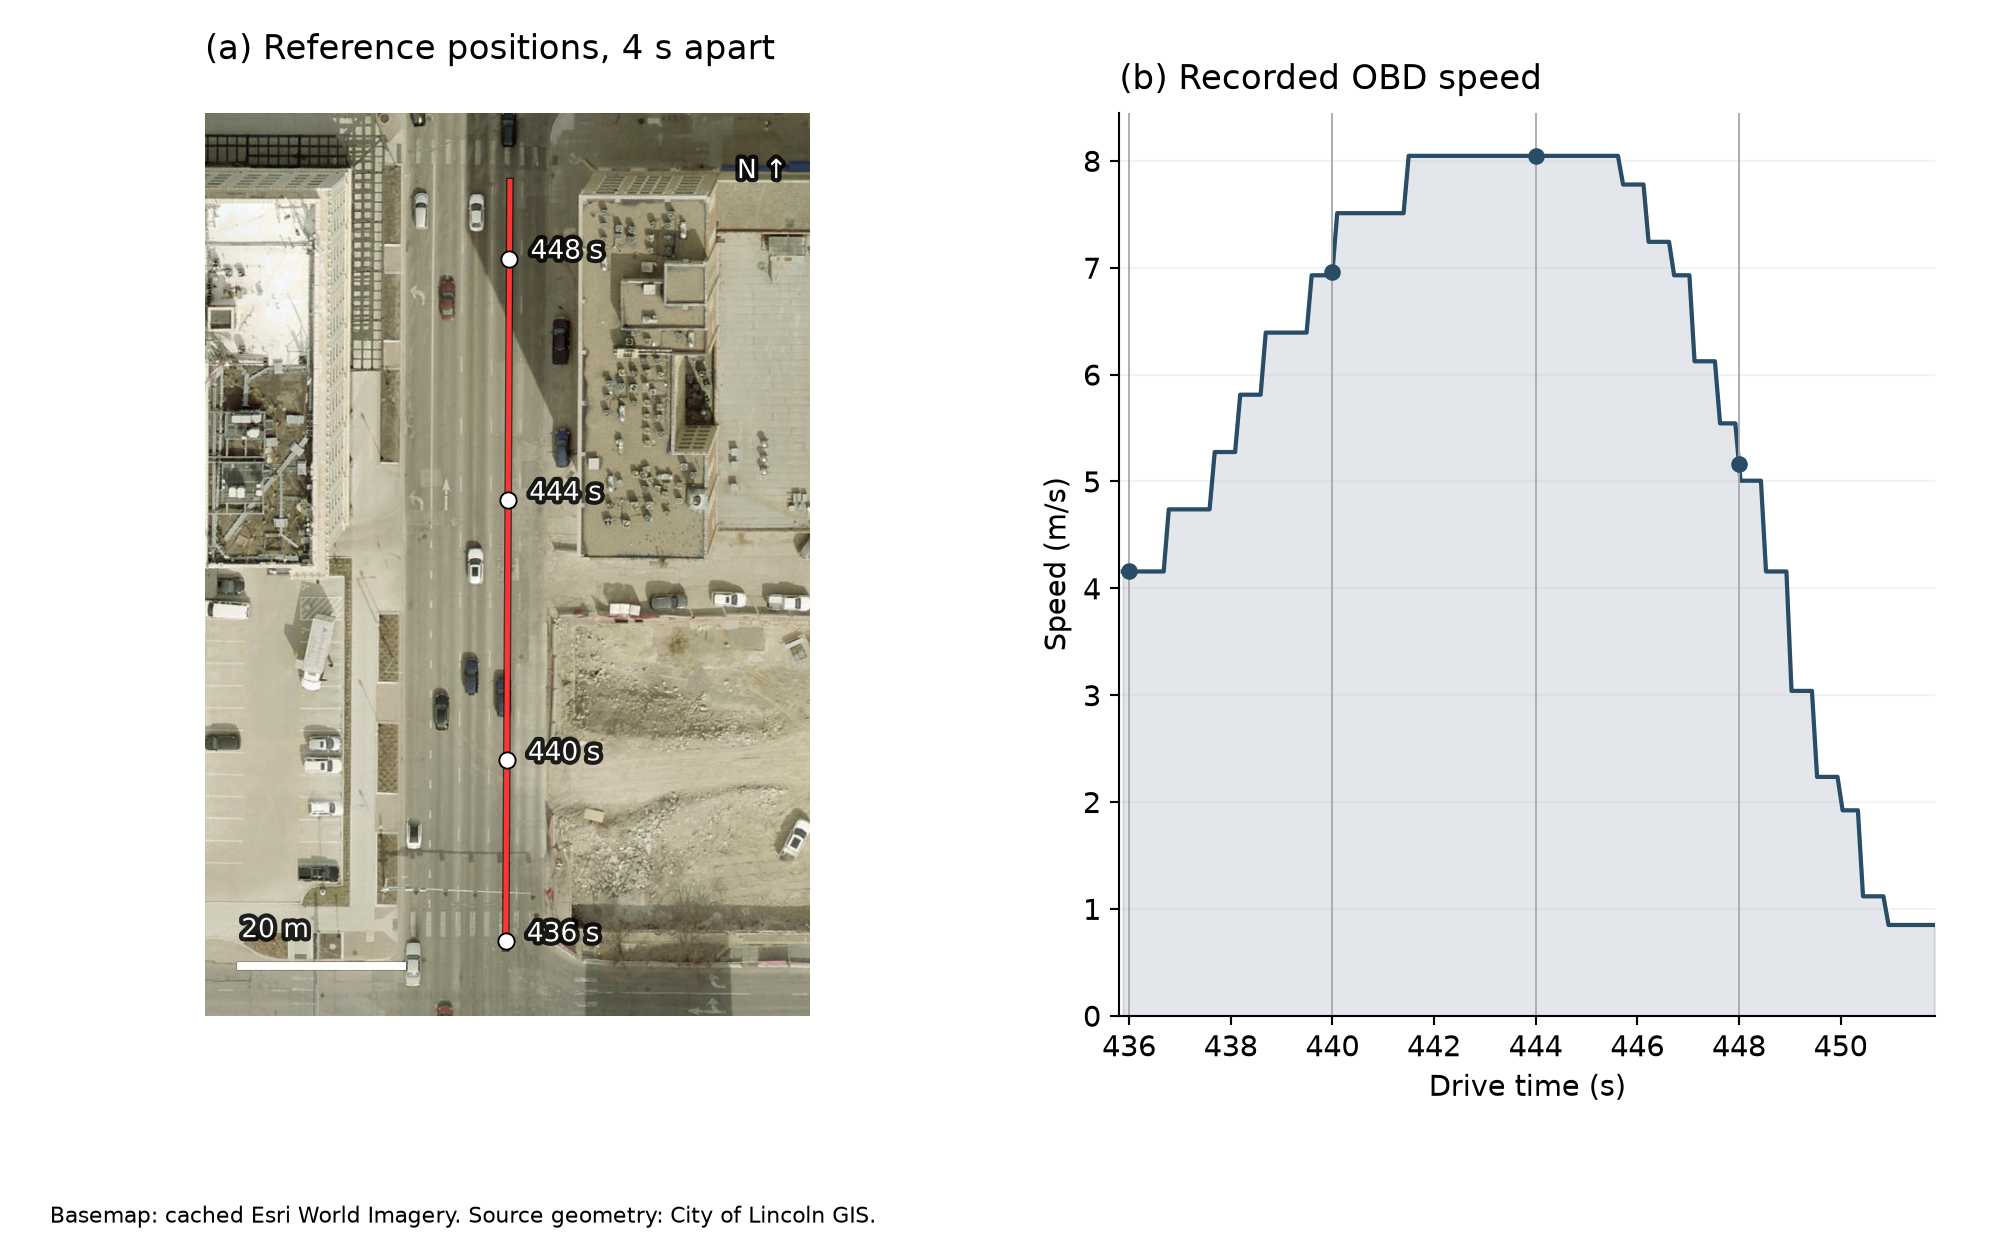 (a) Reference positions, 4 s apart
N ↑
448 s
444 s
440 s
436 s
20 m
(b) Recorded OBD speed
8
7
6
5
4
3
2
1
0
Speed (m/s)
436 438 440 442 444 446 448 450
Drive time (s)
Basemap: cached Esri World Imagery. Source geometry: City of Lincoln GIS.